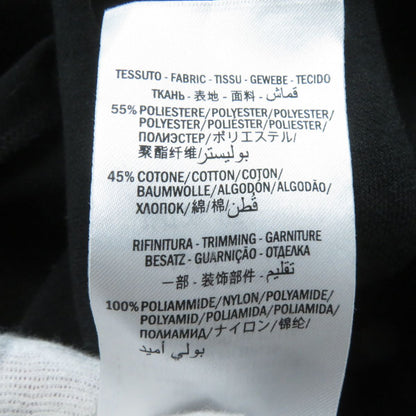 TESSUTO - FABRIC - TISSU - GEWEBE - TECIDO
ТКАНЬ - 表地 - 面料 - قماش
55% POLIESTERE/POLYESTER/POLYESTER/
POLYESTER/POLIÉSTER/POLIÉSTER/
ПОЛИЭСТЕР/ポリエステル/
聚酯纤维/بوليستر
45% COTONE/COTTON/COTON/
BAUMWOLLE/ALGODÓN/ALGODÃO/
ХЛОПОК/綿/棉/قطن
RIFINITURA - TRIMMING - GARNITURE
BESATZ - GUARNIÇÃO - ОТДЕЛКА
一部 - 装饰部件 - تقليم
100% POLIAMMIDE/NYLON/POLYAMIDE/
POLYAMID/POLIAMIDA/POLIAMIDA/
ПОЛИАМИД/ナイロン/锦纶/
بولي أميد